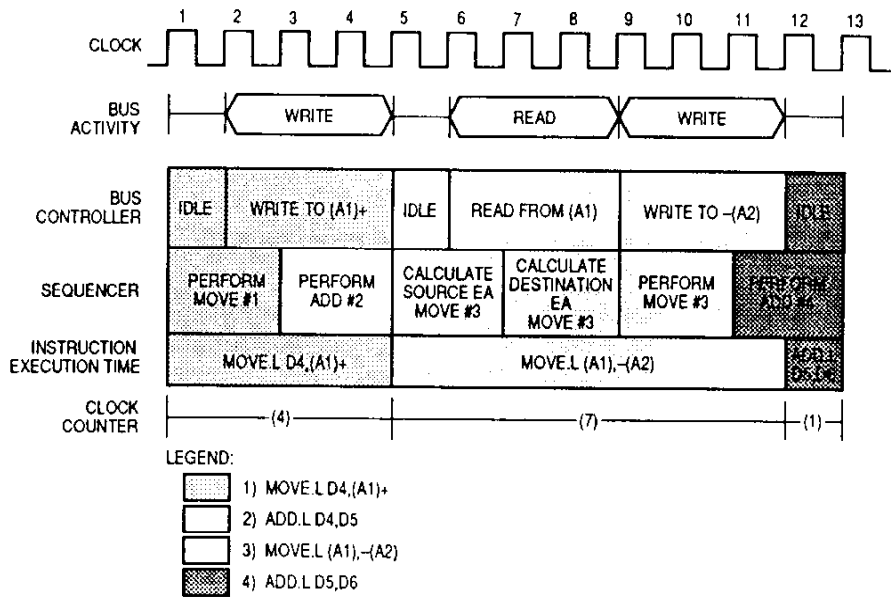 1 2 3 4 5 6 7 8 9 10 11 12 13
CLOCK
BUS
ACTIVITY
WRITE READ WRITE
BUS
CONTROLLER
IDLE WRITE TO (A1)+ IDLE READ FROM (A1) WRITE TO –(A2) IDLE
SEQUENCER
PERFORM
MOVE #1
PERFORM
ADD #2
CALCULATE
SOURCE EA
MOVE #3
CALCULATE
DESTINATION
EA
MOVE #3
PERFORM
MOVE #3
PERFORM
ADD #4
INSTRUCTION
EXECUTION TIME
MOVE.L D4,(A1)+ MOVE.L (A1),–(A2)
ADD.L
CLOCK
COUNTER
(4) (7) (1)
LEGEND:
1) MOVE.L D4,(A1)+
2) ADD.L D4,D5
3) MOVE.L (A1),–(A2)
4) ADD.L D5,D6